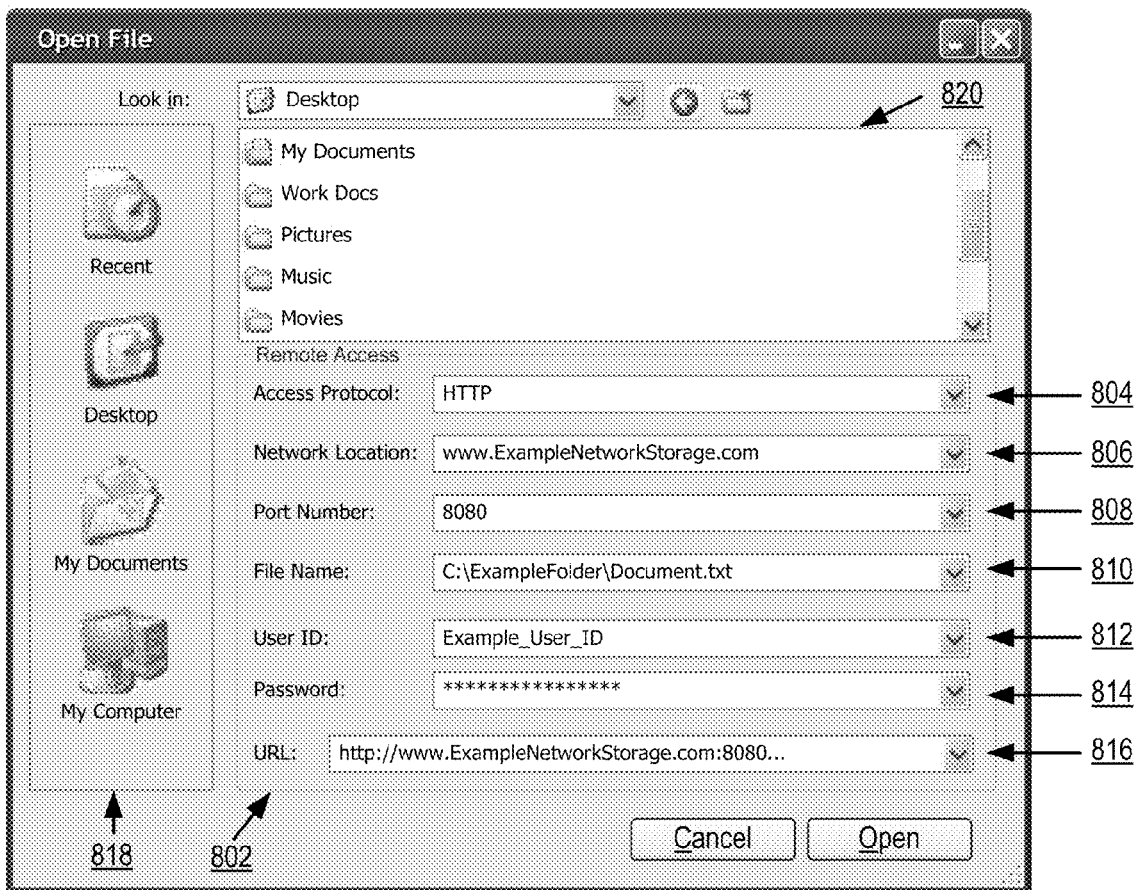 Open File
Look in: Desktop
820
My Documents
Work Docs
Pictures
Music
Movies
Recent
Desktop
My Documents
My Computer
Remote Access
Access Protocol: HTTP
804
Network Location: www.ExampleNetworkStorage.com
806
Port Number: 8080
808
File Name: C:\ExampleFolder\Document.txt
810
User ID: Example_User_ID
812
Password: ****************
814
URL: http://www.ExampleNetworkStorage.com:8080...
816
818
802
Cancel
Open